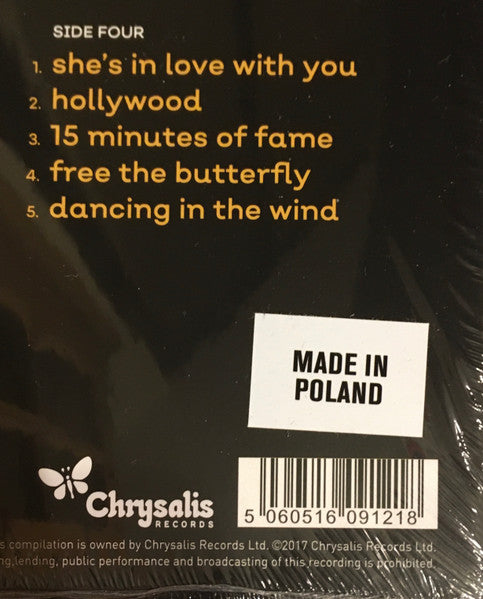 SIDE FOUR
1. she's in love with you
2. hollywood
3. 15 minutes of fame
4. free the butterfly
5. dancing in the wind
MADE IN
POLAND
Chrysalis
RECORDS
5 060516 091218
compilation is owned by Chrysalis Records Ltd. ©2017 Chrysalis Records Ltd.
lending, public performance and broadcasting of this recording is prohibited.